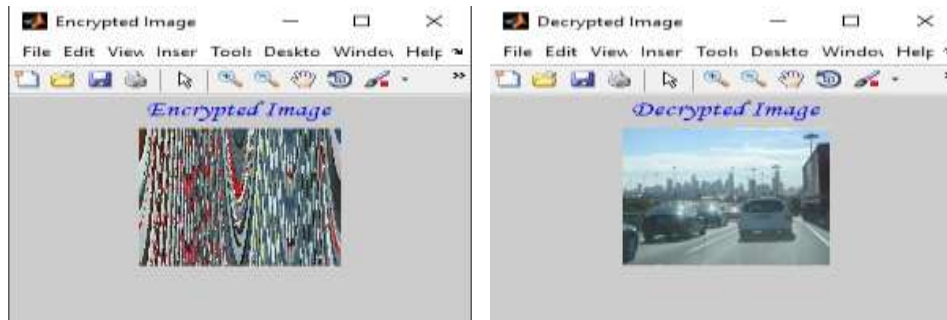 Encrypted Image
File Edit View Inser Tools Deskto Window Help
Encrypted Image
Decrypted Image
File Edit View Inser Tools Deskto Window Help
Decrypted Image